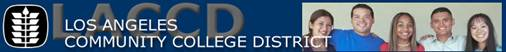 LACCD
LOS ANGELES
COMMUNITY COLLEGE DISTRICT